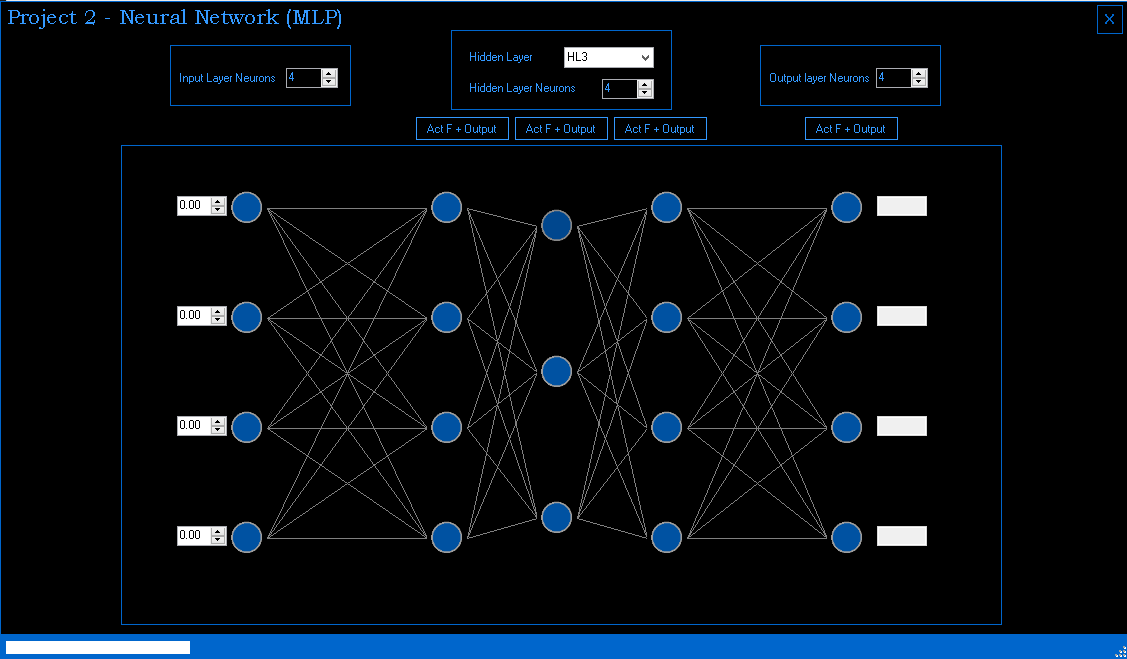 Project 2 - Neural Network (MLP)
Input Layer Neurons 4
Hidden Layer HL3
Hidden Layer Neurons 4
Output layer Neurons 4
Act F + Output Act F + Output Act F + Output Act F + Output
0.00
0.00
0.00
0.00